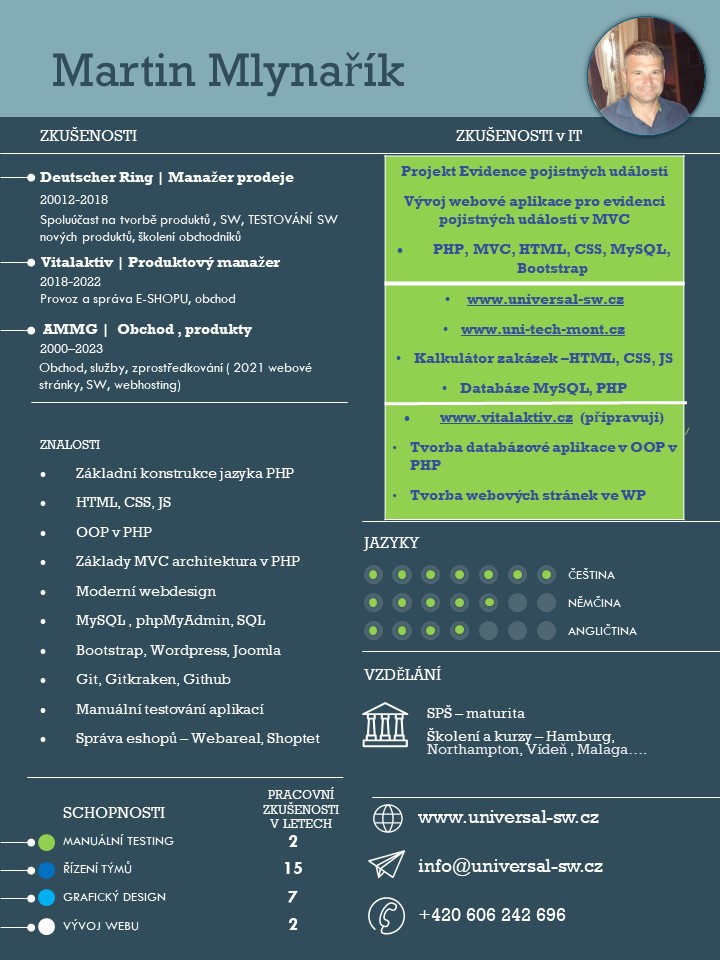 Martin Mlynařík
ZKUŠENOSTI
Deutscher Ring | Manažer prodeje
20012-2018
Spoluúčast na tvorbě produktů , SW, TESTOVÁNÍ SW
nových produktů, školení obchodníků
Vitalaktiv | Produktový manažer
2018-2022
Provoz a správa E-SHOPU, obchod
AMMG | Obchod , produkty
2000–2023
Obchod, služby, zprostředkování ( 2021 webové
stránky, SW, webhosting)
ZNALOSTI
• Základní konstrukce jazyka PHP
• HTML, CSS, JS
• OOP v PHP
• Základy MVC architektura v PHP
• Moderní webdesign
• MySQL , phpMyAdmin, SQL
• Bootstrap, Wordpress, Joomla
• Git, Gitkraken, Github
• Manuální testování aplikací
• Správa eshopů – Webareal, Shoptet
SCHOPNOSTI
PRACOVNÍ
ZKUŠENOSTI
V LETECH
MANUÁLNÍ TESTING 2
ŘÍZENÍ TÝMŮ 15
GRAFICKÝ DESIGN 7
VÝVOJ WEBU 2
ZKUŠENOSTI v IT
Projekt Evidence pojistných událostí
Vývoj webové aplikace pro evidenci
pojistných událostí v MVC
• PHP, MVC, HTML, CSS, MySQL,
Bootstrap
• www.universal-sw.cz
• www.uni-tech-mont.cz
• Kalkulátor zakázek –HTML, CSS, JS
• Databáze MySQL, PHP
• www.vitalaktiv.cz (připravuji)
• Tvorba databázové aplikace v OOP v
PHP
• Tvorba webových stránek ve WP
JAZYKY
ČEŠTINA
NĚMČINA
ANGLIČTINA
VZDĚLÁNÍ
SPŠ – maturita
Školení a kurzy – Hamburg,
Northampton, Vídeň , Malaga….
www.universal-sw.cz
info@universal-sw.cz
+420 606 242 696